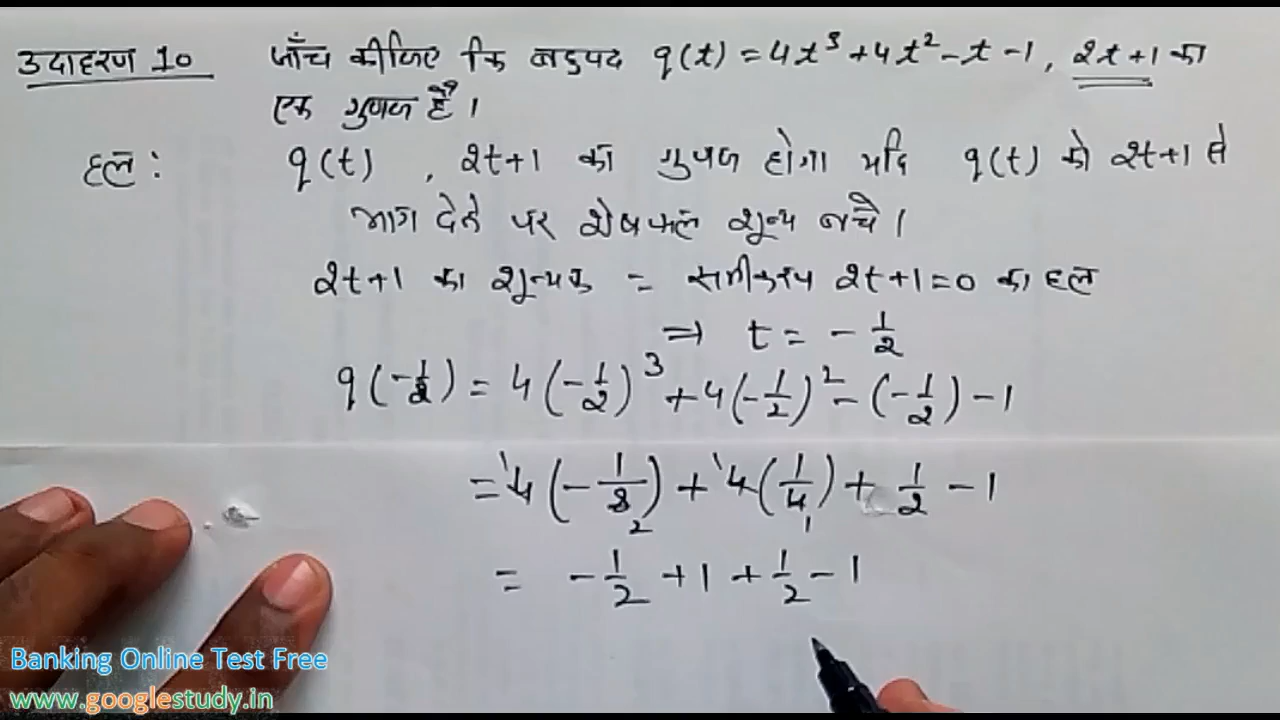 उदाहरण 10 जाँच कीजिए कि बहुपद q(t) = 4t³ + 4t² - t - 1, 2t+1 का
एक गुणज है।
हल : q(t) , 2t+1 का गुणज होगा यदि q(t) को 2t+1 से
भाग देने पर शेषफल शून्य बचे।
2t+1 का शून्यक = समीकरण 2t+1=0 का हल
⇒ t = -1/2
q(-1/2) = 4(-1/2)³ + 4(-1/2)² - (-1/2) - 1
= 4(-1/8) + 4(1/4) + 1/2 - 1
= -1/2 + 1 + 1/2 - 1
Banking Online Test Free
www.googlestudy.in